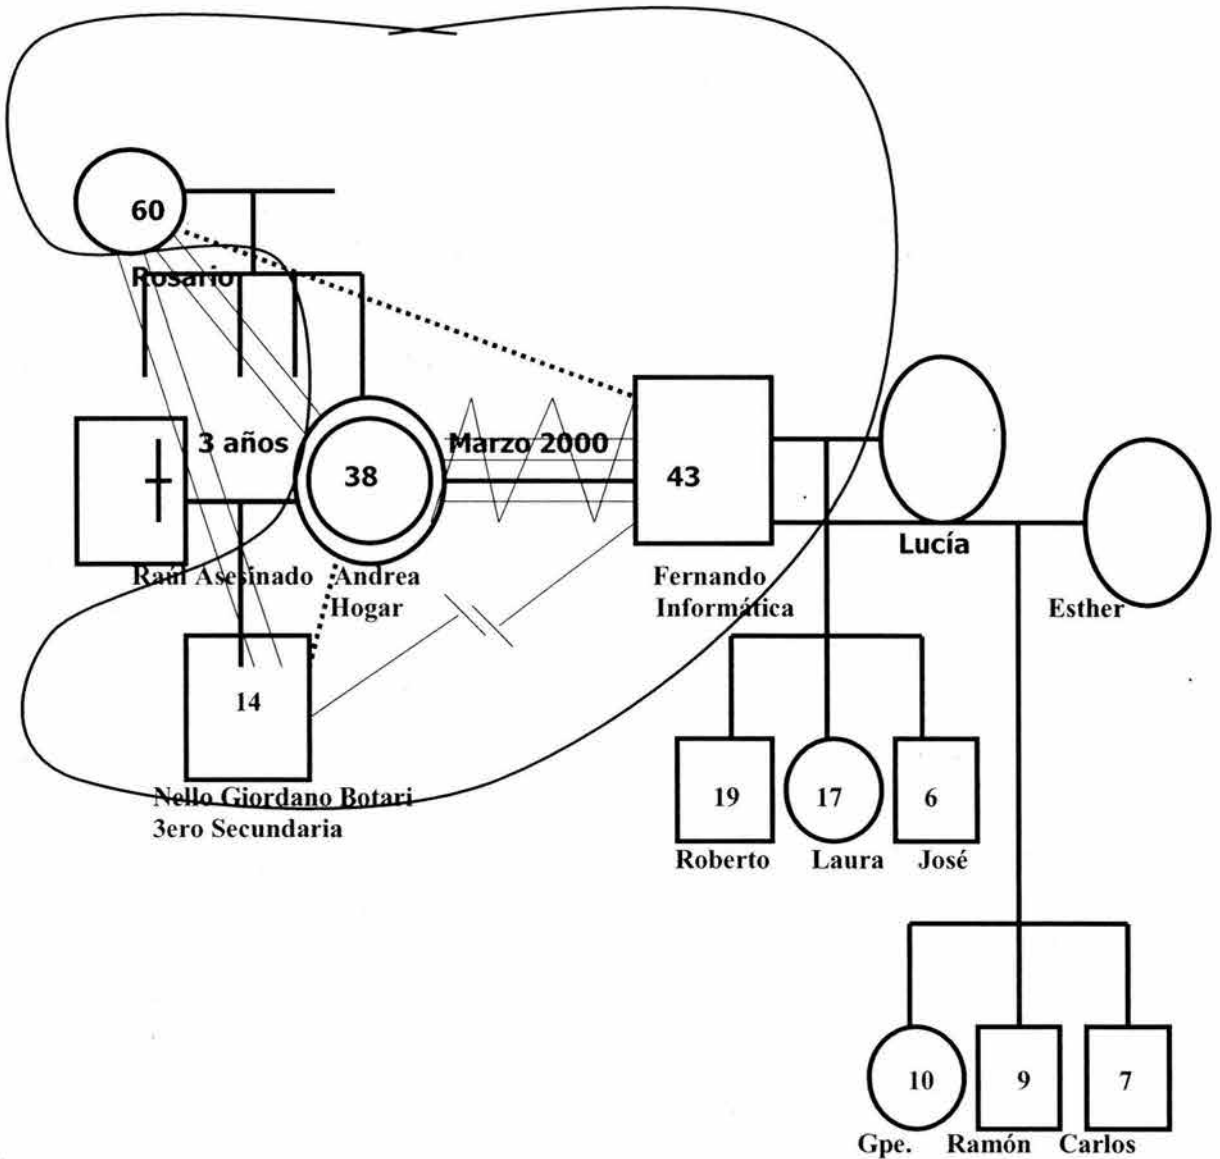 60
Rosario
3 años
Marzo 2000
38
43
Lucía
Raúl Asesinado
Andrea
Hogar
Fernando
Informática
Esther
14
Nello Giordano Botari
3ero Secundaria
19
17
6
Roberto
Laura
José
10
9
7
Gpe.
Ramón
Carlos